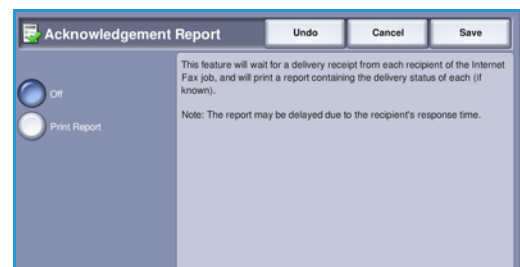 Acknowledgement Report
Undo
Cancel
Save
This feature will wait for a delivery receipt from each recipient of the Internet
Fax job, and will print a report containing the delivery status of each (if
known).
Off
Note: The report may be delayed due to the recipient's response time.
Print Report